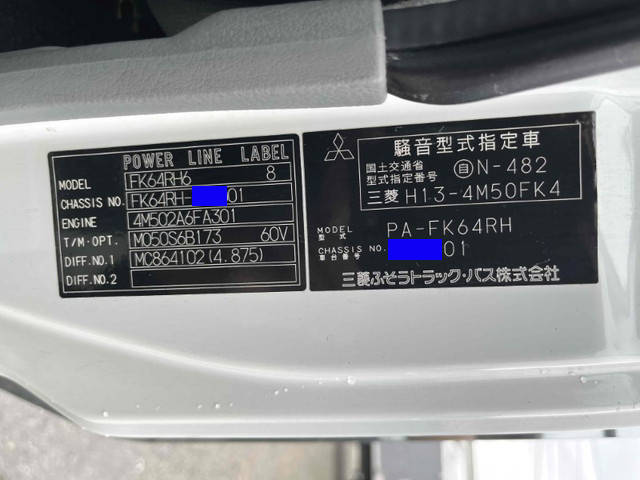 POWER LINE LABEL
MODEL FK64RH6 8
CHASSIS NO. FK64RH- 01
ENGINE 4M502A6FA301
T/M・OPT. M050S6B173 60V
DIFF.NO.1 MC864102(4.875)
DIFF.NO.2
騒音型式指定車
国土交通省
型式指定番号 自N-482
三菱 H13-4M50FK4
MODEL
型式 PA-FK64RH
CHASSIS NO.
車台番号 01
三菱ふそうトラック・バス株式会社